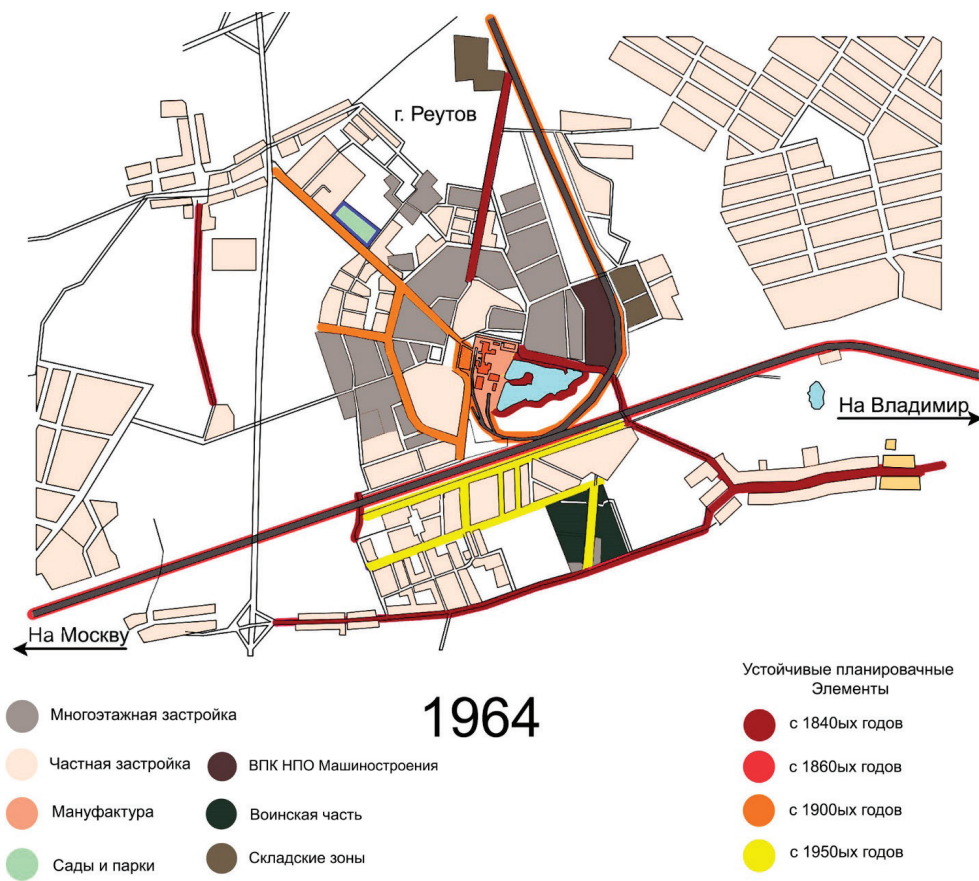 г. Реутов
На Владимир
На Москву
1964
Многоэтажная застройка
Частная застройка
Мануфактура
Сады и парки
ВПК НПО Машиностроения
Воинская часть
Складские зоны
Устойчивые планировачные
Элементы
с 1840ых годов
с 1860ых годов
с 1900ых годов
с 1950ых годов